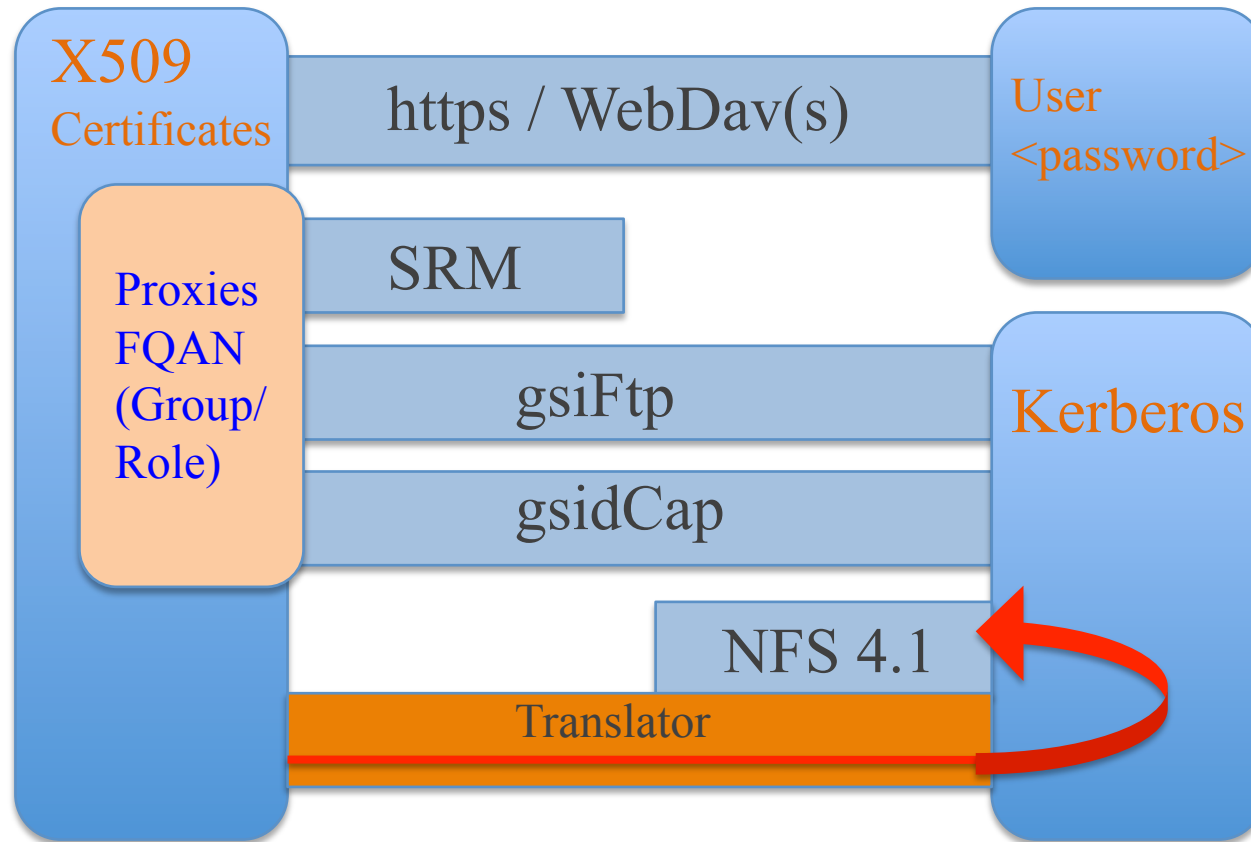 X509
Certificates
https / WebDav(s)
User
<password>
Proxies
FQAN
(Group/
Role)
SRM
gsiFtp
gsidCap
Kerberos
NFS 4.1
Translator